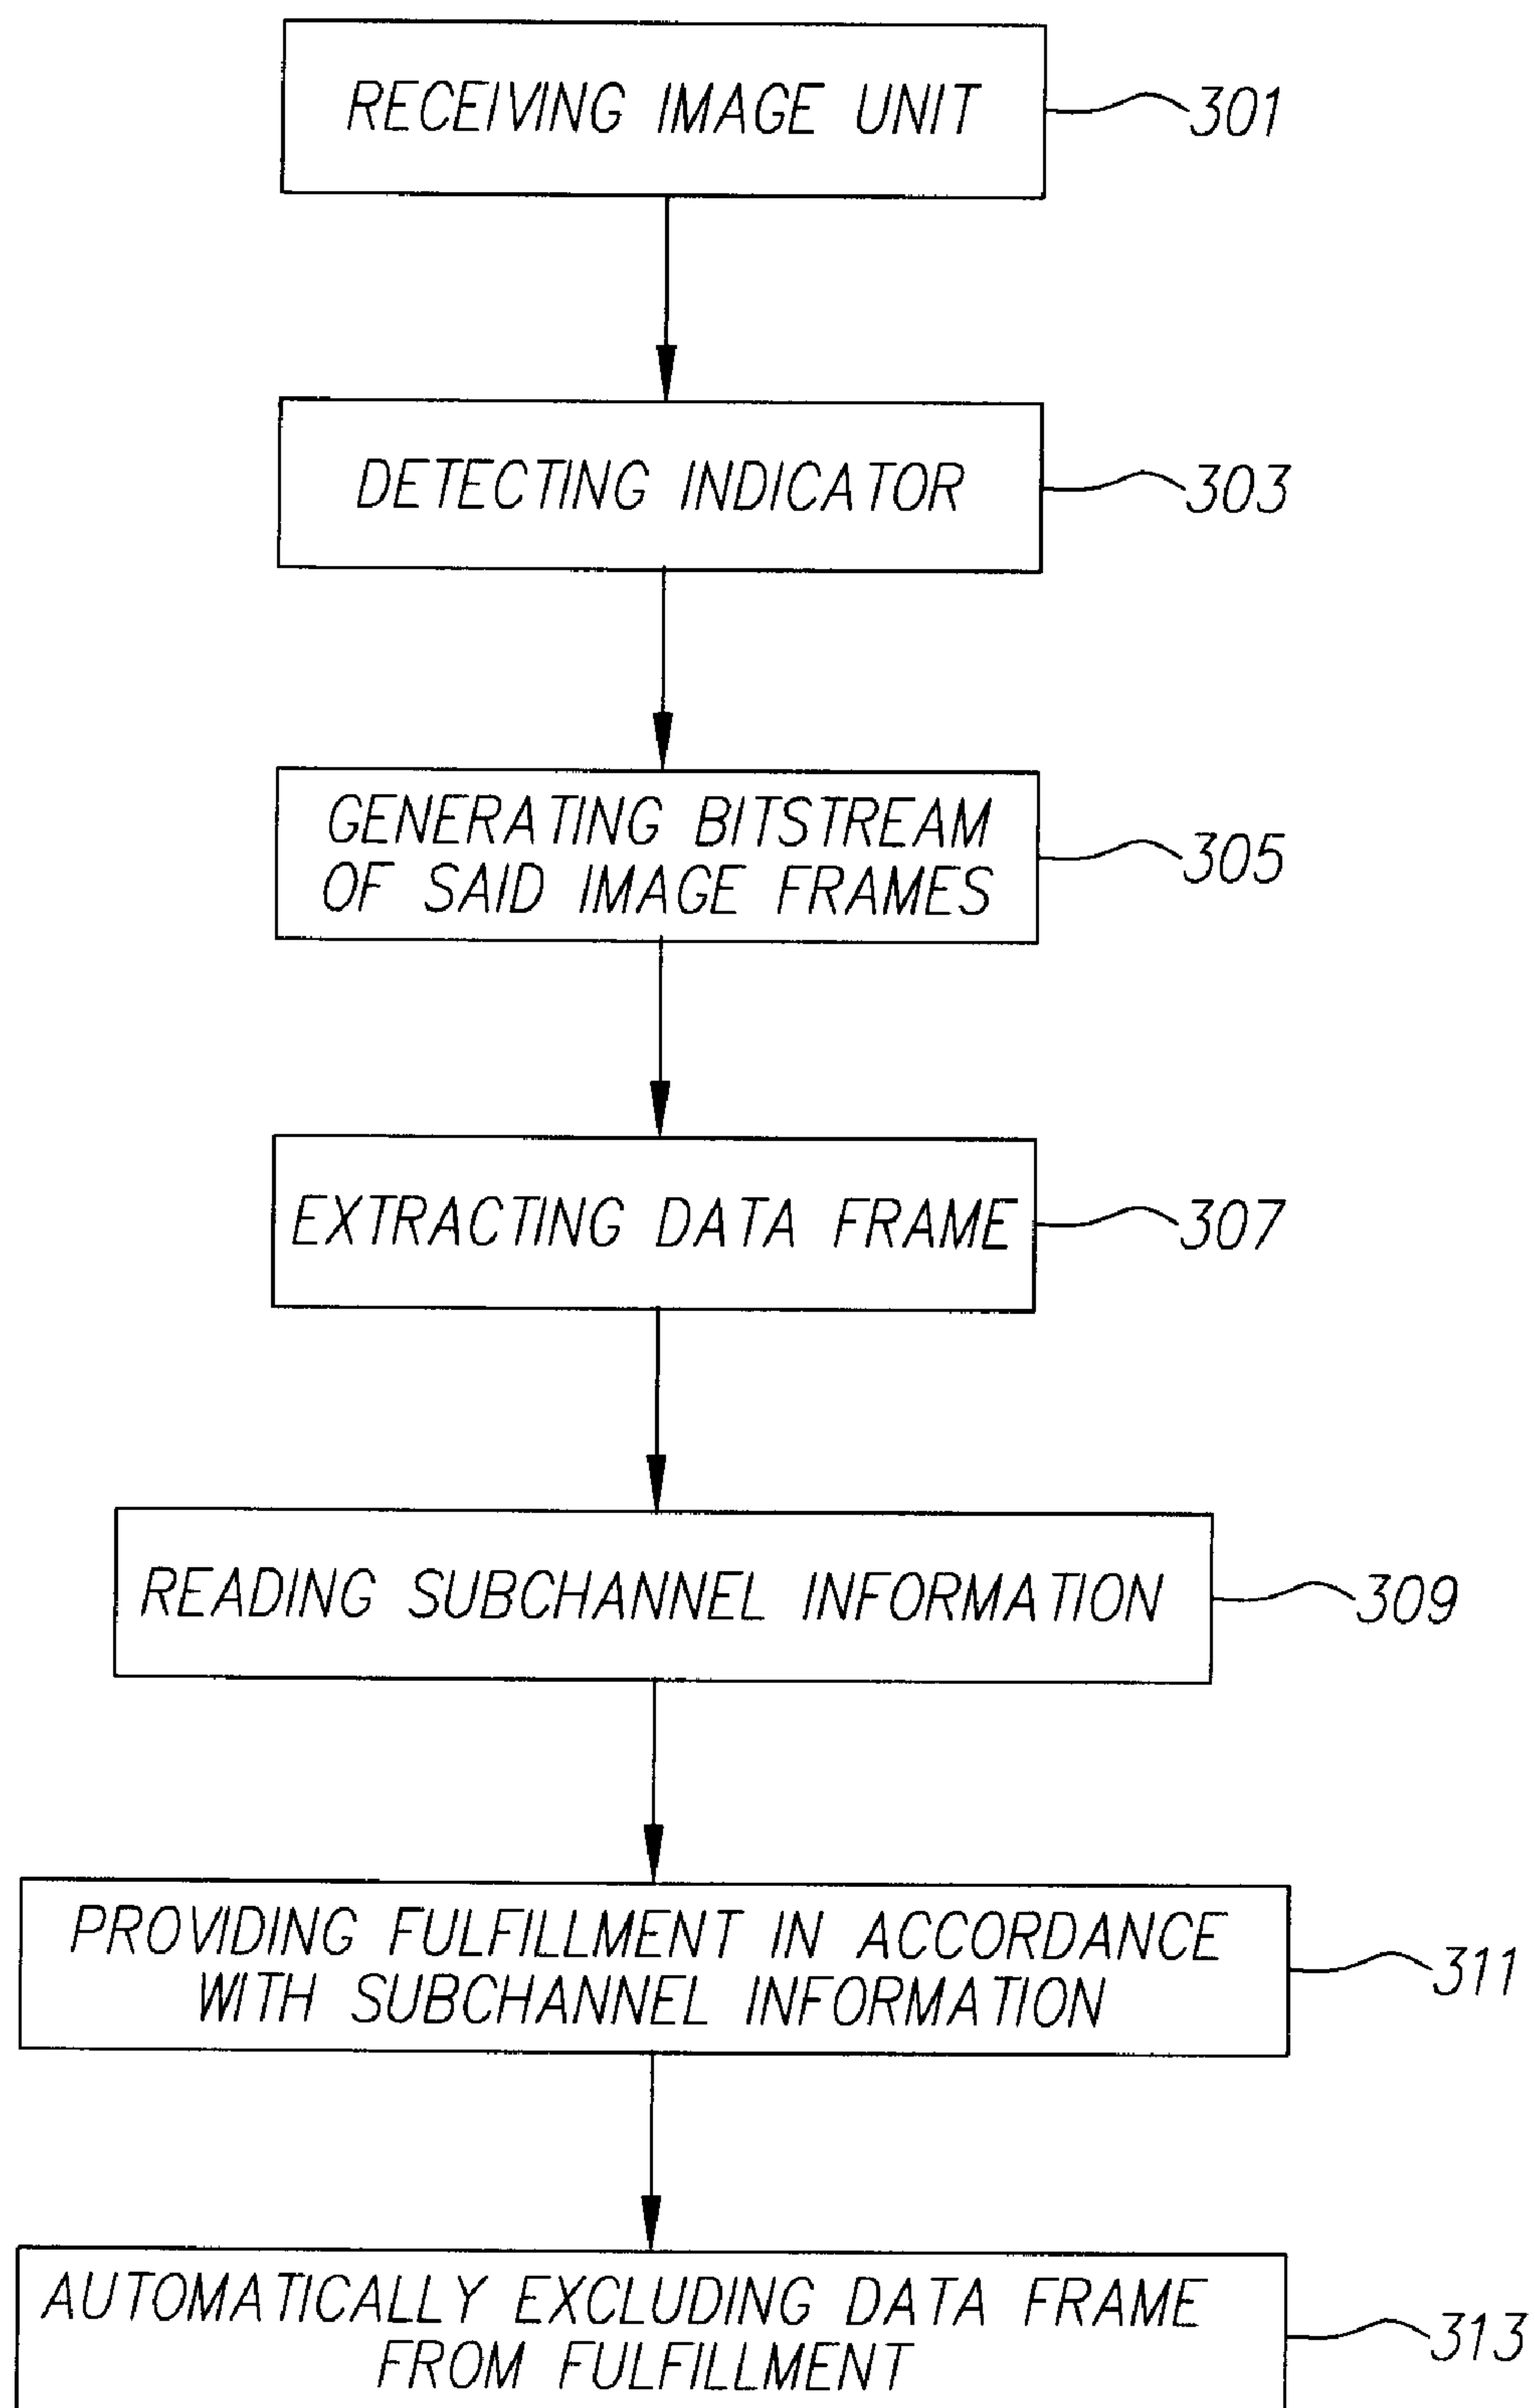 RECEIVING IMAGE UNIT
301
DETECTING INDICATOR
303
GENERATING BITSTREAM
OF SAID IMAGE FRAMES
305
EXTRACTING DATA FRAME
307
READING SUBCHANNEL INFORMATION
309
PROVIDING FULFILLMENT IN ACCORDANCE
WITH SUBCHANNEL INFORMATION
311
AUTOMATICALLY EXCLUDING DATA FRAME
FROM FULFILLMENT
313